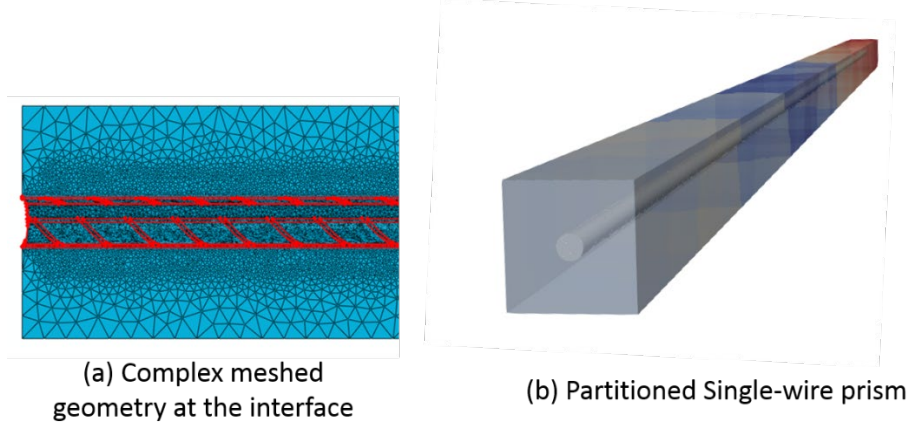 (a) Complex meshed
geometry at the interface
(b) Partitioned Single-wire prism